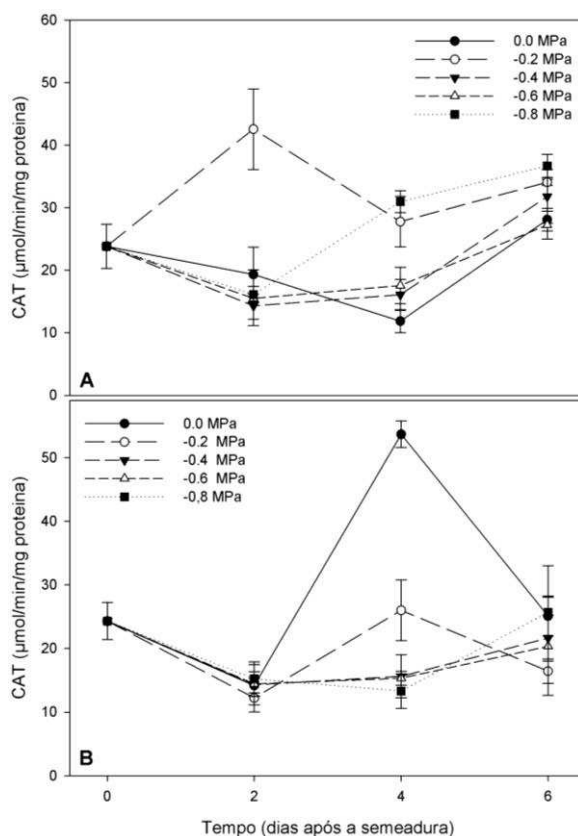 60
50
40
30
20
10
0
CAT (µmol/min/mg proteina)
0.0 MPa
-0.2 MPa
-0.4 MPa
-0.6 MPa
-0.8 MPa
A
50
40
30
20
10
0
CAT (µmol/min/mg proteina)
0.0 MPa
-0.2 MPa
-0.4 MPa
-0.6 MPa
-0,8 MPa
B
0 2 4 6
Tempo (dias após a semeadura)